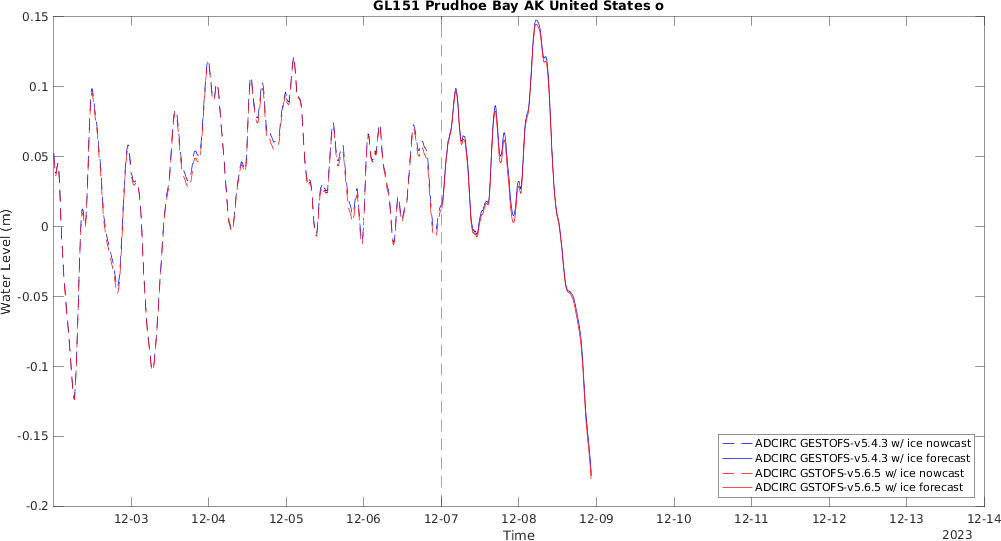 GL151 Prudhoe Bay AK United States o
0.15
0.1
0.05
0
-0.05
-0.1
-0.15
-0.2
Water Level (m)
ADCIRC GESTOFS-v5.4.3 w/ ice nowcast
ADCIRC GESTOFS-v5.4.3 w/ ice forecast
ADCIRC GSTOFS-v5.6.5 w/ ice nowcast
ADCIRC GSTOFS-v5.6.5 w/ ice forecast
12-03 12-04 12-05 12-06 12-07 12-08 12-09 12-10 12-11 12-12 12-13 12-14
Time
2023